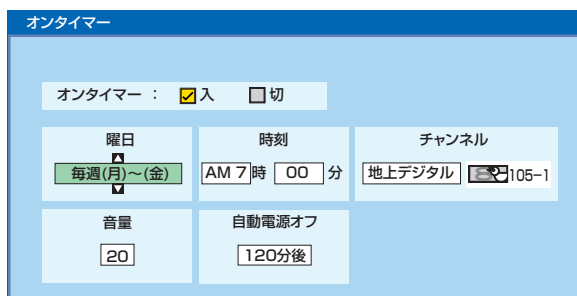 オンタイマー
オンタイマー : 入 切
曜日
毎週(月)〜(金)
時刻
AM 7 時 00 分
チャンネル
地上デジタル 105-1
音量
20
自動電源オフ
120分後